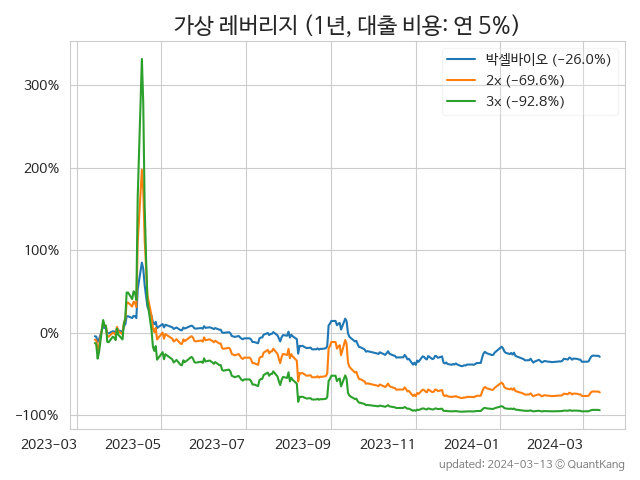 가상 레버리지 (1년, 대출 비용: 연 5%)
박셀바이오 (−26.0%)
2x (−69.6%)
3x (−92.8%)
300%
200%
100%
0%
−100%
2023−03 2023−05 2023−07 2023−09 2023−11 2024−01 2024−03
updated: 2024−03−13 ⓒ QuantKang